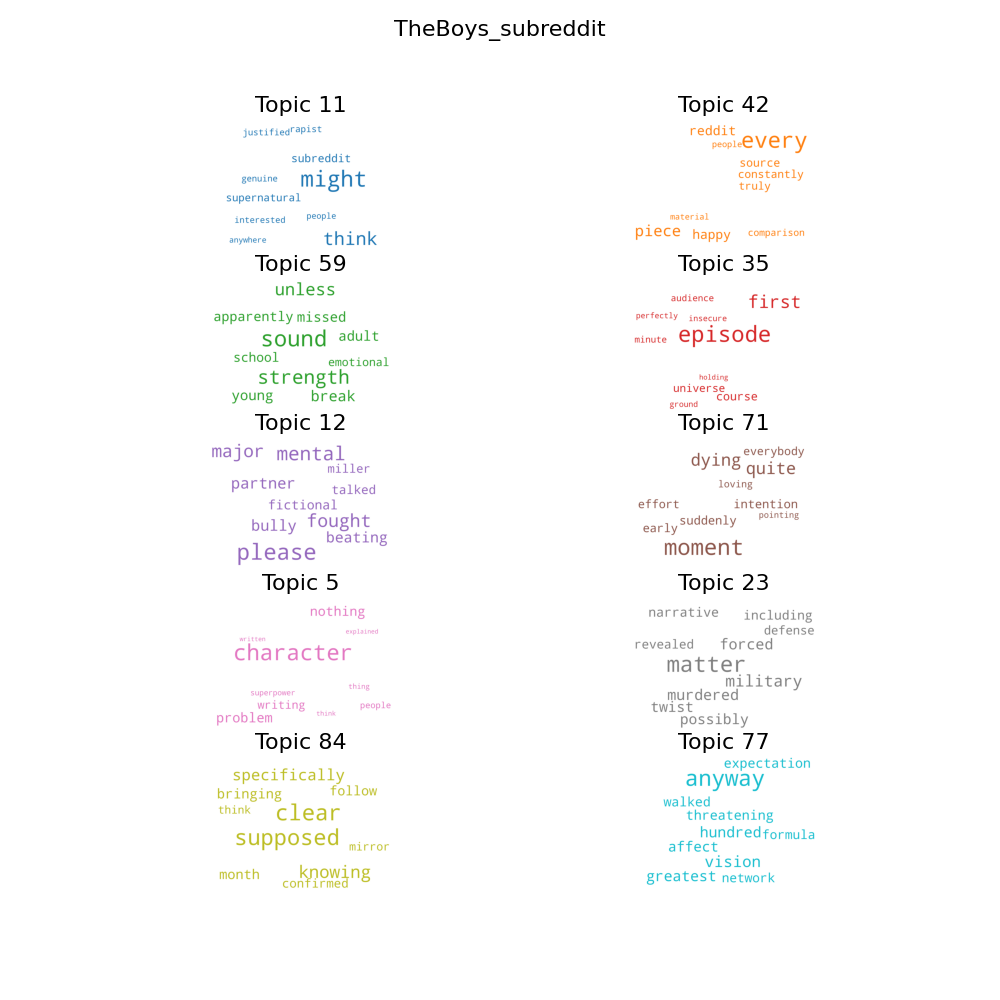 TheBoys_subreddit
Topic 11
justified rapist
subreddit
genuine might
supernatural
interested people
anywhere think
Topic 42
reddit every
people
source
constantly
truly
material
piece happy comparison
Topic 59
unless
apparently missed
sound adult
school emotional
strength
young break
Topic 35
audience first
perfectly insecure
minute episode
holding
universe
course
ground
Topic 12
major mental
miller
partner talked
fictional
bully fought
beating
please
Topic 71
dying everybody
quite
loving
effort intention
suddenly pointing
early
moment
Topic 5
nothing
written explained
character
superpower thing
writing people
problem think
Topic 23
narrative including
defense
revealed forced
matter
military
murdered
twist
possibly
Topic 84
specifically
bringing follow
think clear
supposed
mirror
month knowing
confirmed
Topic 77
expectation
anyway
walked
threatening
hundred formula
affect
vision
greatest network